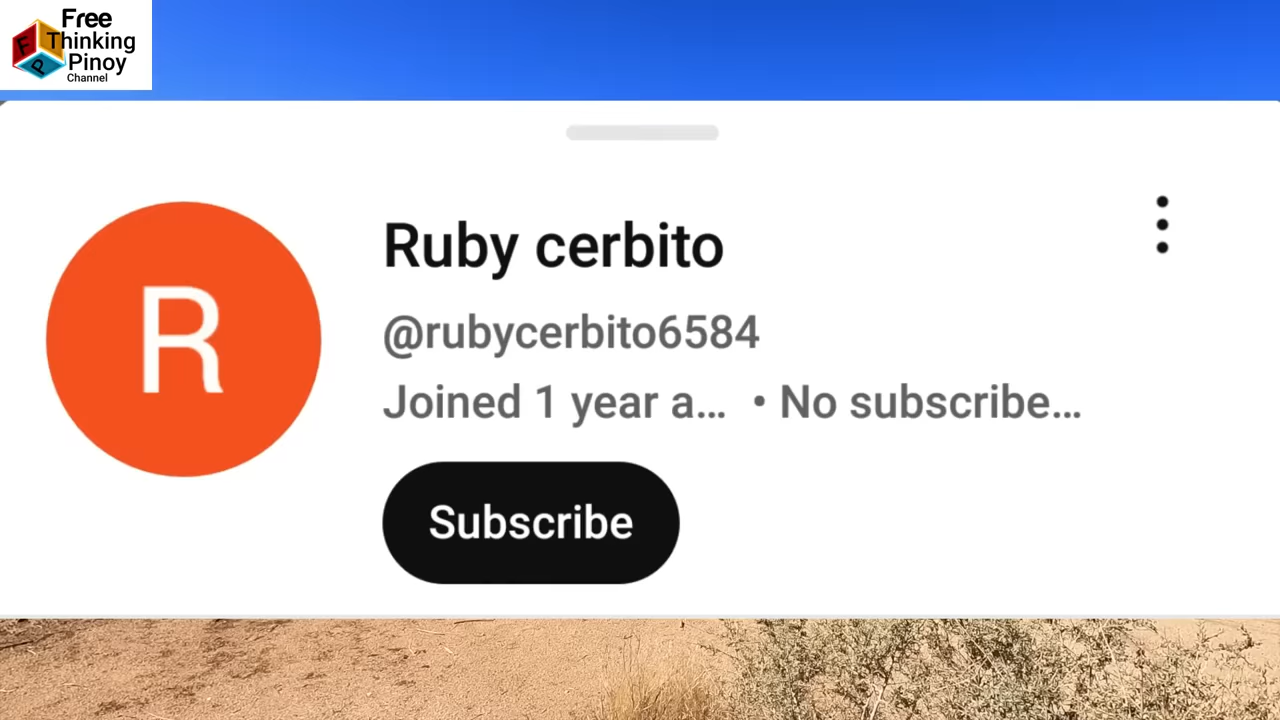 Free
Thinking
Pinoy
Channel
F
P
Ruby cerbito
R
@rubycerbito6584
Joined 1 year a... • No subscribe...
Subscribe